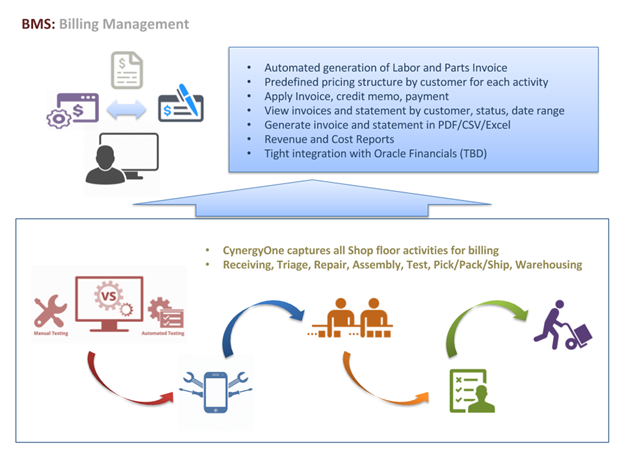 BMS: Billing Management
• Automated generation of Labor and Parts Invoice
• Predefined pricing structure by customer for each activity
• Apply Invoice, credit memo, payment
• View invoices and statement by customer, status, date range
• Generate invoice and statement in PDF/CSV/Excel
• Revenue and Cost Reports
• Tight integration with Oracle Financials (TBD)
• CynergyOne captures all Shop floor activities for billing
• Receiving, Triage, Repair, Assembly, Test, Pick/Pack/Ship, Warehousing
VS
Manual Testing
Automated Testing